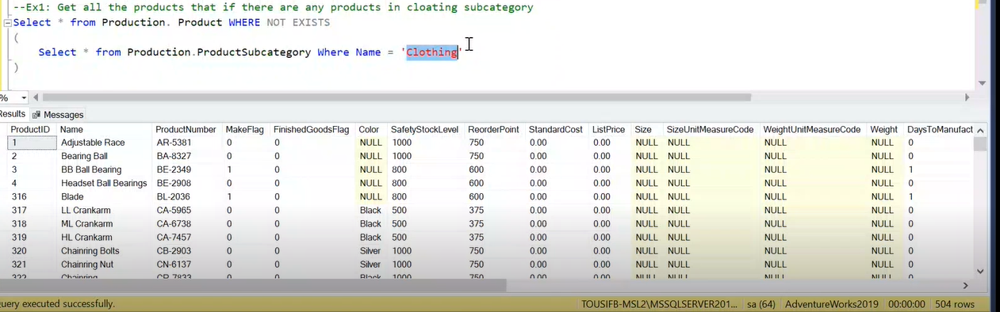 --Ex1: Get all the products that if there are any products in cloating subcategory
Select * from Production. Product WHERE NOT EXISTS
(
Select * from Production.ProductSubcategory Where Name = 'Clothing'
)
%
Results Messages
ProductID Name ProductNumber MakeFlag FinishedGoodsFlag Color SafetyStockLevel ReorderPoint StandardCost ListPrice Size SizeUnitMeasureCode WeightUnitMeasureCode Weight DaysToManufact
1 Adjustable Race AR-5381 0 0 NULL 1000 750 0.00 0.00 NULL NULL NULL NULL 0
2 Bearing Ball BA-8327 0 0 NULL 1000 750 0.00 0.00 NULL NULL NULL NULL 0
3 BB Ball Bearing BE-2349 1 0 NULL 800 600 0.00 0.00 NULL NULL NULL NULL 1
4 Headset Ball Bearings BE-2908 0 0 NULL 800 600 0.00 0.00 NULL NULL NULL NULL 0
316 Blade BL-2036 1 0 NULL 800 600 0.00 0.00 NULL NULL NULL NULL 1
317 LL Crankarm CA-5965 0 0 Black 500 375 0.00 0.00 NULL NULL NULL NULL 0
318 ML Crankarm CA-6738 0 0 Black 500 375 0.00 0.00 NULL NULL NULL NULL 0
319 HL Crankarm CA-7457 0 0 Black 500 375 0.00 0.00 NULL NULL NULL NULL 0
320 Chainring Bolts CB-2903 0 0 Silver 1000 750 0.00 0.00 NULL NULL NULL NULL 0
321 Chainring Nut CN-6137 0 0 Silver 1000 750 0.00 0.00 NULL NULL NULL NULL 0
322 Chainring CR-7833 0 0 Black 1000 750 0.00 0.00 NULL NULL NULL NULL 0
uery executed successfully. TOUSIFB-MSL2\MSSQLSERVER201... sa (64) AdventureWorks2019 00:00:00 504 rows